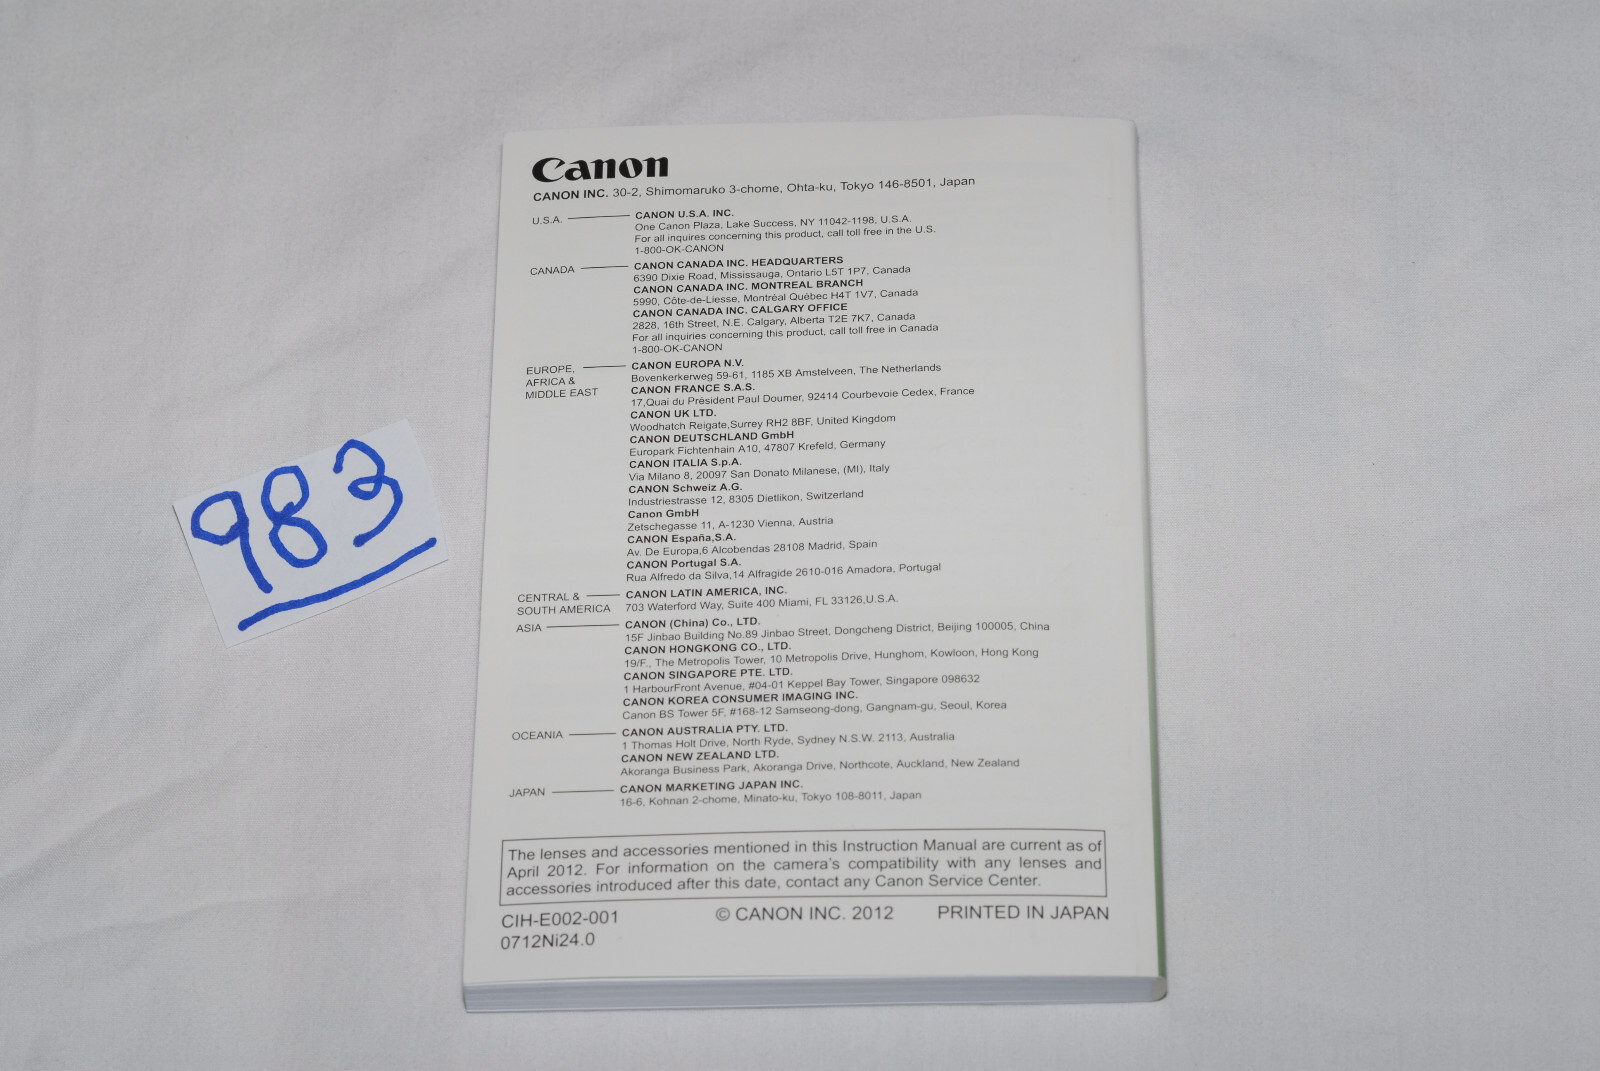 Canon
CANON INC. 30-2, Shimomaruko 3-chome, Ohta-ku, Tokyo 146-8501, Japan
U.S.A. CANON U.S.A. INC.
One Canon Plaza, Lake Success, NY 11042-1198, U.S.A.
For all inquires concerning this product, call toll free in the U.S.
1-800-OK-CANON
CANADA CANON CANADA INC. HEADQUARTERS
6390 Dixie Road, Mississauga, Ontario L5T 1P7, Canada
CANON CANADA INC. MONTREAL BRANCH
5990, Côte-de-Liesse, Montréal Québec H4T 1V7, Canada
CANON CANADA INC. CALGARY OFFICE
2828, 16th Street, N.E. Calgary, Alberta T2E 7K7, Canada
For all inquiries concerning this product, call toll free in Canada
1-800-OK-CANON
EUROPE, CANON EUROPA N.V.
AFRICA & Bovenkerkerweg 59-61, 1185 XB Amstelveen, The Netherlands
MIDDLE EAST CANON FRANCE S.A.S.
17,Quai du Président Paul Doumer, 92414 Courbevoie Cedex, France
CANON UK LTD.
Woodhatch Reigate,Surrey RH2 8BF, United Kingdom
CANON DEUTSCHLAND GmbH
Europark Fichtenhain A10, 47807 Krefeld, Germany
CANON ITALIA S.p.A.
Via Milano 8, 20097 San Donato Milanese, (MI), Italy
CANON Schweiz A.G.
Industriestrasse 12, 8305 Dietlikon, Switzerland
Canon GmbH
Zetschegasse 11, A-1230 Vienna, Austria
CANON España,S.A.
Av. De Europa,6 Alcobendas 28108 Madrid, Spain
CANON Portugal S.A.
Rua Alfredo da Silva,14 Alfragide 2610-016 Amadora, Portugal
CENTRAL & CANON LATIN AMERICA, INC.
SOUTH AMERICA 703 Waterford Way, Suite 400 Miami, FL 33126,U.S.A.
ASIA CANON (China) Co., LTD.
15F Jinbao Building No.89 Jinbao Street, Dongcheng District, Beijing 100005, China
CANON HONGKONG CO., LTD.
19/F., The Metropolis Tower, 10 Metropolis Drive, Hunghom, Kowloon, Hong Kong
CANON SINGAPORE PTE. LTD.
1 HarbourFront Avenue, #04-01 Keppel Bay Tower, Singapore 098632
CANON KOREA CONSUMER IMAGING INC.
Canon BS Tower 5F, #168-12 Samseong-dong, Gangnam-gu, Seoul, Korea
OCEANIA CANON AUSTRALIA PTY. LTD.
1 Thomas Holt Drive, North Ryde, Sydney N.S.W. 2113, Australia
CANON NEW ZEALAND LTD.
Akoranga Business Park, Akoranga Drive, Northcote, Auckland, New Zealand
JAPAN CANON MARKETING JAPAN INC.
16-6, Kohnan 2-chome, Minato-ku, Tokyo 108-8011, Japan
The lenses and accessories mentioned in this Instruction Manual are current as of
April 2012. For information on the camera's compatibility with any lenses and
accessories introduced after this date, contact any Canon Service Center.
CIH-E002-001 © CANON INC. 2012 PRINTED IN JAPAN
0712Ni24.0
983